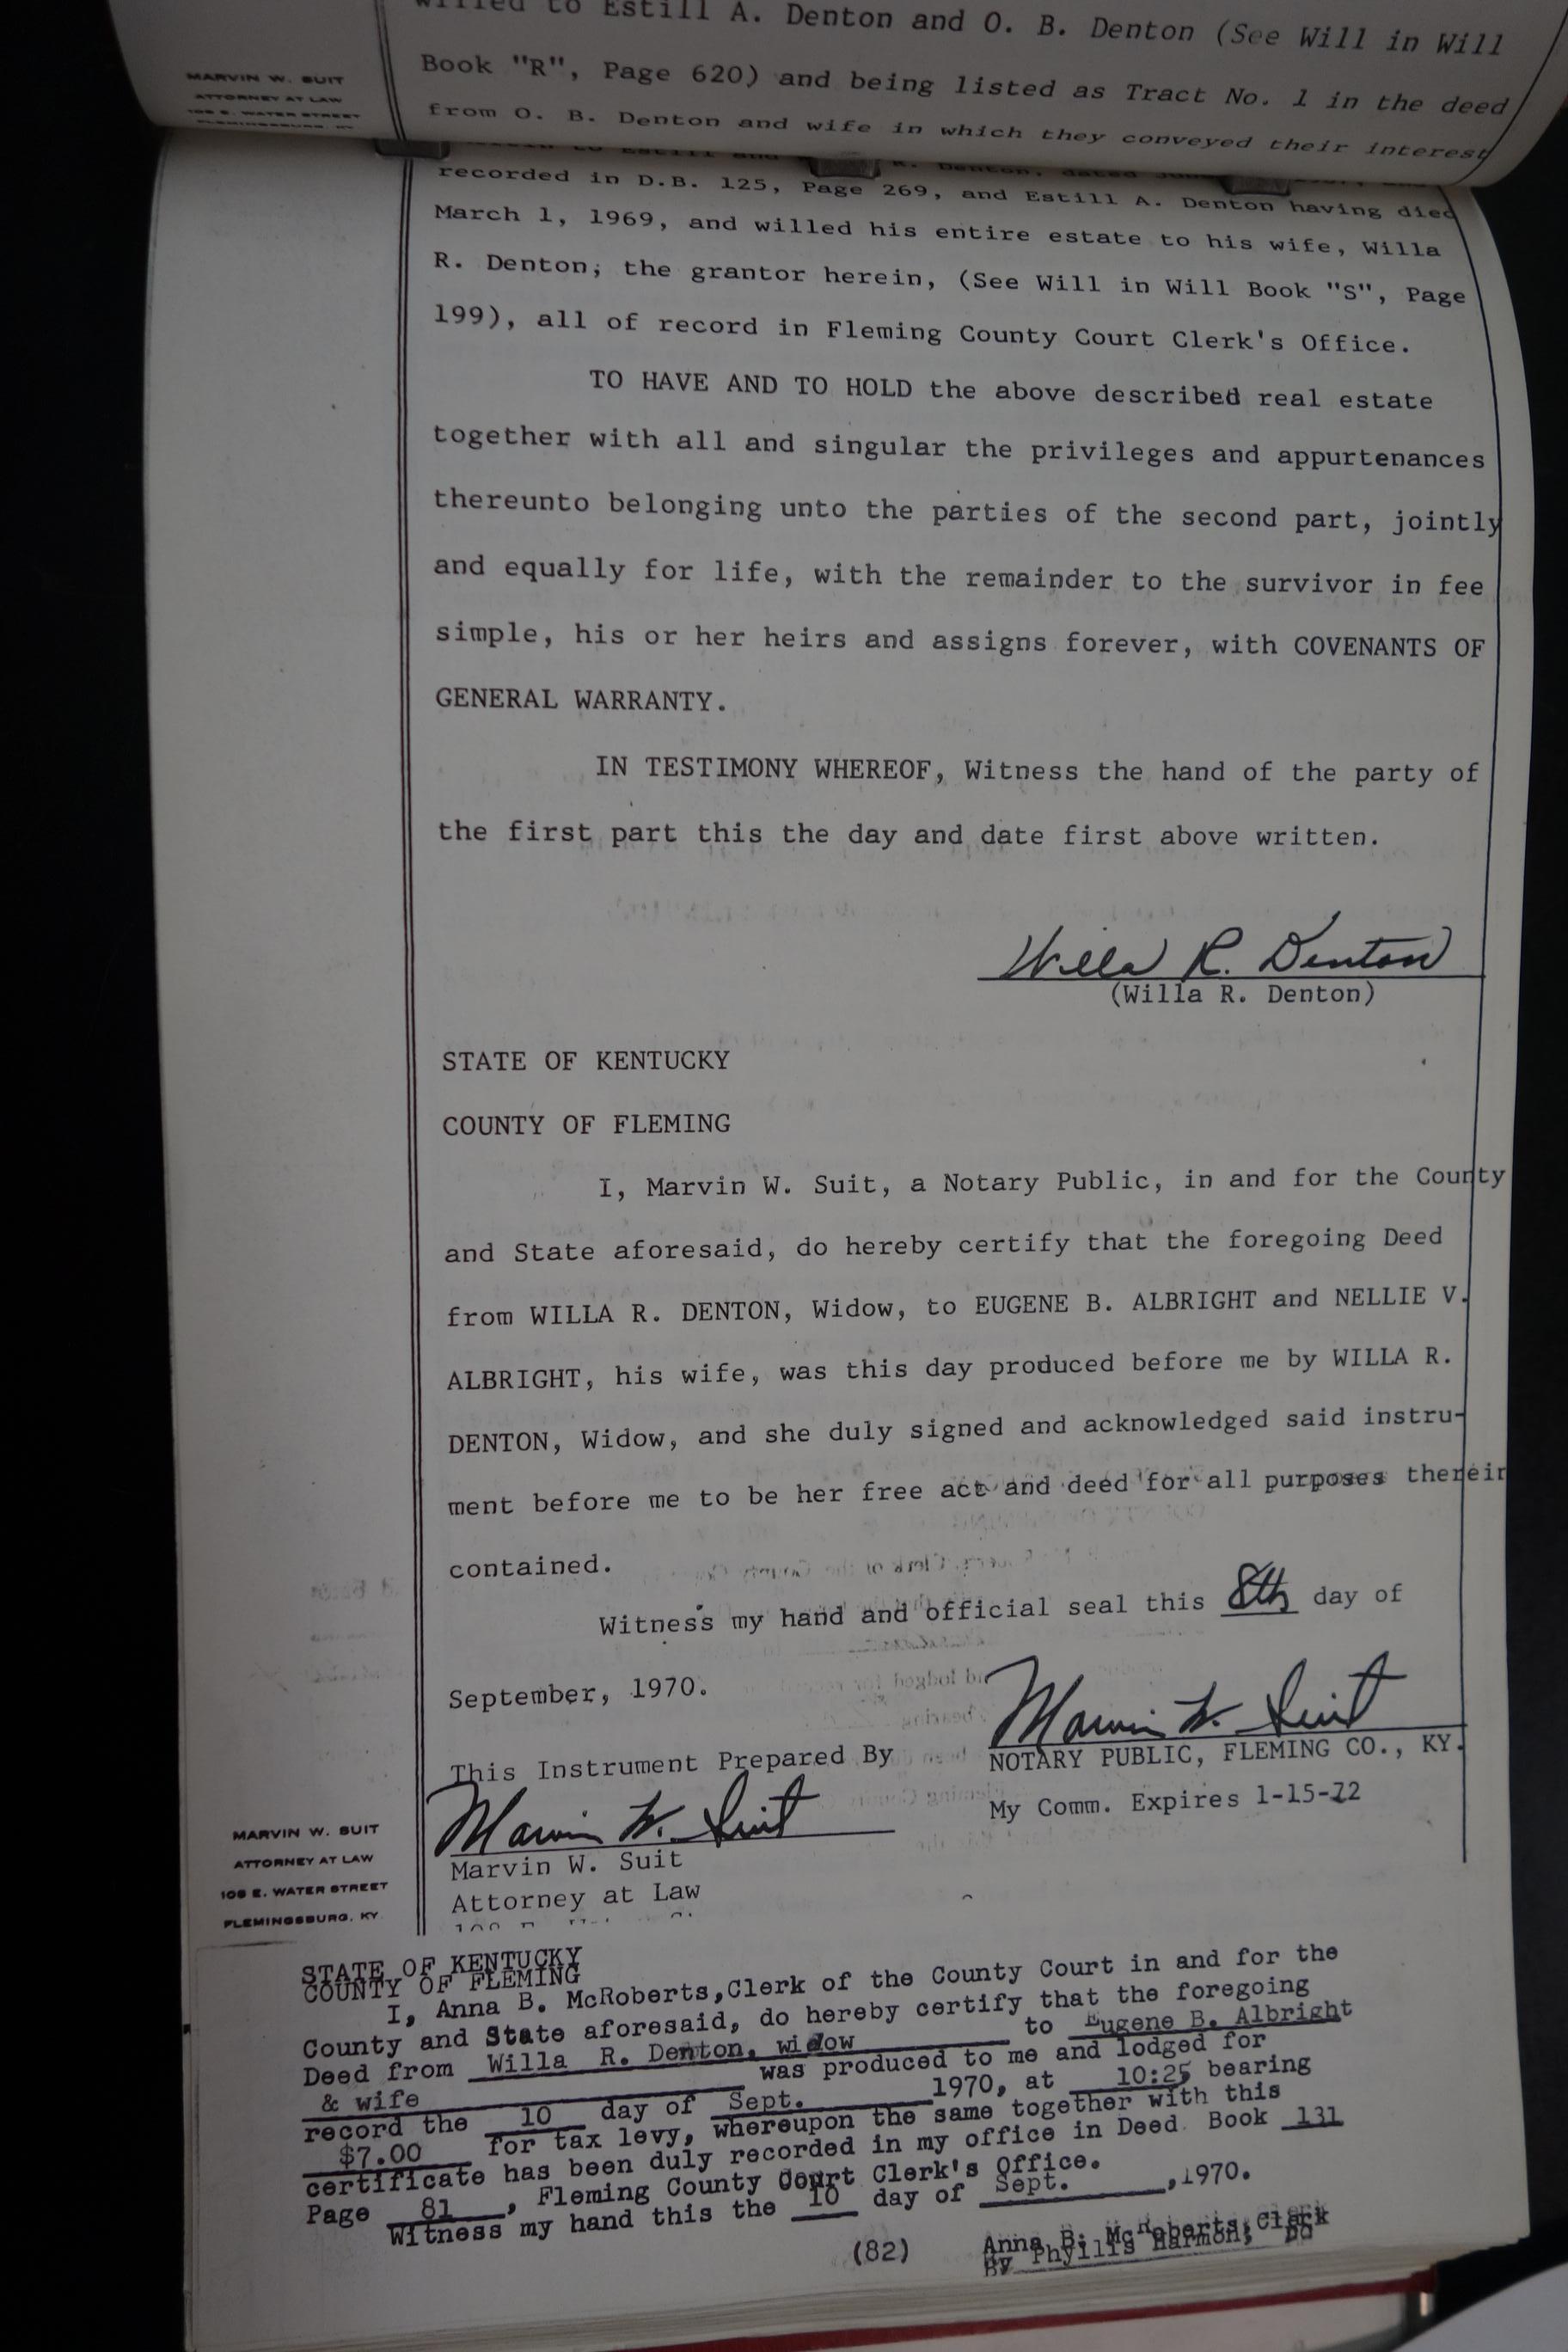 willed to Estill A. Denton and O. B. Denton (See Will in Will
Book "R", Page 620) and being listed as Tract No. 1 in the deed
from O. B. Denton and wife in which they conveyed their interest
MARVIN W. SUIT
ATTORNEY AT LAW
108 E. WATER STREET
FLEMINGSBURG, KY
to Estill and R. Denton, dated
recorded in D.B. 125, Page 269, and Estill A. Denton having died
March 1, 1969, and willed his entire estate to his wife, Willa
R. Denton; the grantor herein, (See Will in Will Book "S", Page
199), all of record in Fleming County Court Clerk's Office.
TO HAVE AND TO HOLD the above described real estate
together with all and singular the privileges and appurtenances
thereunto belonging unto the parties of the second part, jointly
and equally for life, with the remainder to the survivor in fee
simple, his or her heirs and assigns forever, with COVENANTS OF
GENERAL WARRANTY.
IN TESTIMONY WHEREOF, Witness the hand of the party of
the first part this the day and date first above written.
Willa R. Denton
(Willa R. Denton)
STATE OF KENTUCKY
COUNTY OF FLEMING
I, Marvin W. Suit, a Notary Public, in and for the County
and State aforesaid, do hereby certify that the foregoing Deed
from WILLA R. DENTON, Widow, to EUGENE B. ALBRIGHT and NELLIE V.
ALBRIGHT, his wife, was this day produced before me by WILLA R.
DENTON, Widow, and she duly signed and acknowledged said instru-
ment before me to be her free act and deed for all purposes therein
contained.
Witness my hand and official seal this 8th day of
September, 1970.
Marvin W. Suit
NOTARY PUBLIC, FLEMING CO., KY.
My Comm. Expires 1-15-72
This Instrument Prepared By
Marvin W. Suit
Marvin W. Suit
Attorney at Law
MARVIN W. SUIT
ATTORNEY AT LAW
108 E. WATER STREET
FLEMINGSBURG, KY
STATE OF KENTUCKY
COUNTY OF FLEMING
I, Anna B. McRoberts,Clerk of the County Court in and for the
County and State aforesaid, do hereby certify that the foregoing
Deed from Willa R. Denton, widow to Eugene B. Albright
& wife was produced to me and lodged for
record the 10 day of Sept. 1970, at 10:25 bearing
$7.00 for tax levy, whereupon the same together with this
certificate has been duly recorded in my office in Deed Book 131
Page 81, Fleming County Court Clerk's Office.
Witness my hand this the 10 day of Sept. ,1970.
Anna B. McRoberts, Clerk
By Phyllis Harmon, DC
(82)